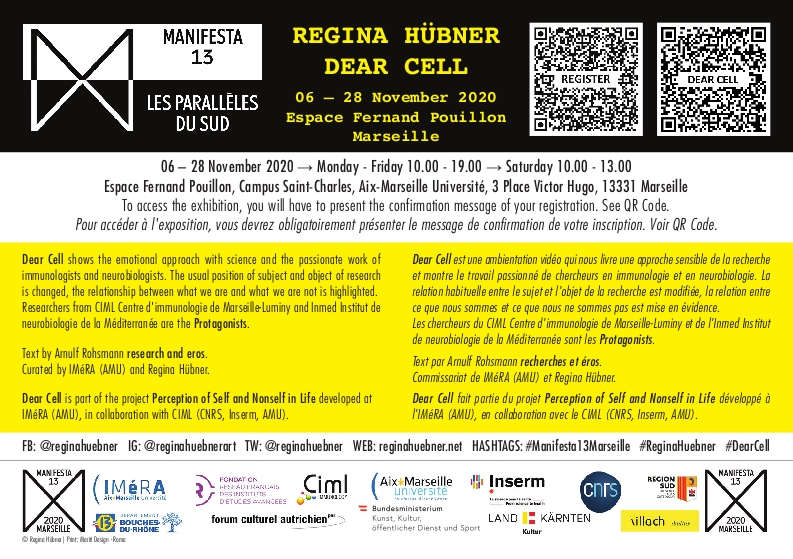 MANIFESTA
13
LES PARALLÈLES
DU SUD
REGINA HÜBNER
DEAR CELL
06 – 28 November 2020
Espace Fernand Pouillon
Marseille
REGISTER
DEAR CELL
06 – 28 November 2020 → Monday - Friday 10.00 - 19.00 → Saturday 10.00 - 13.00
Espace Fernand Pouillon, Campus Saint-Charles, Aix-Marseille Université, 3 Place Victor Hugo, 13331 Marseille
To access the exhibition, you will have to present the confirmation message of your registration. See QR Code.
Pour accéder à l'exposition, vous devrez obligatoirement présenter le message de confirmation de votre inscription. Voir QR Code.
Dear Cell shows the emotional approach with science and the passionate work of
immunologists and neurobiologists. The usual position of subject and object of research
is changed, the relationship between what we are and what we are not is highlighted.
Researchers from CIML Centre d'immunologie de Marseille-Luminy and Inmed Institut de
neurobiologie de la Méditerranée are the Protagonists.
Text by Arnulf Rohsmann research and eros.
Curated by IMéRA (AMU) and Regina Hübner.
Dear Cell is part of the project Perception of Self and Nonself in Life developed at
IMéRA (AMU), in collaboration with CIML (CNRS, Inserm, AMU).
Dear Cell est une ambientation vidéo qui nous livre une approche sensible de la recherche
et montre le travail passionné de chercheurs en immunologie et en neurobiologie. La
relation habituelle entre le sujet et l'objet de la recherche est modifiée, la relation entre
ce que nous sommes et ce que nous ne sommes pas est mise en évidence.
Les chercheurs du CIML Centre d'immunologie de Marseille-Luminy et de l'Inmed Institut
de neurobiologie de la Méditerranée sont les Protagonists.
Text par Arnulf Rohsmann recherches et éros.
Commissariat de IMéRA (AMU) et Regina Hübner.
Dear Cell fait partie du projet Perception of Self and Nonself in Life développé à
l'IMéRA (AMU), en collaboration avec le CIML (CNRS, Inserm, AMU).
FB: @reginahuebner IG: @reginahuebnerart TW: @reginahuebner WEB: reginahuebner.net HASHTAGS: #Manifesta13Marseille #ReginaHuebner #DearCell
MANIFESTA
13
2020
MARSEILLE
IMéRA
Aix-Marseille Université
DÉPARTEMENT
BOUCHES-
DU-RHÔNE
FONDATION
RÉSEAU FRANÇAIS
DES INSTITUTS
D'ÉTUDES AVANCÉES
Ciml
IMMUNOLOGY
forum culturel autrichien par
Aix*Marseille
université
Bundesministerium
Kunst, Kultur,
öffentlicher Dienst und Sport
Inserm
La science pour la santé
From science to health
LAND KÄRNTEN
Kultur
cnrs
RÉGION
SUD
villach :kultur
MANIFESTA
13
2020
MARSEILLE
© Regina Hübner | Print: Meriti Design - Roma